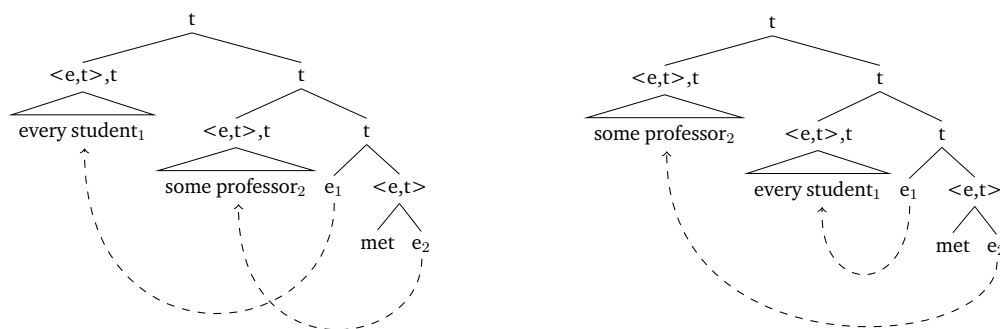 t
t
<e,t>,t
t
<e,t>,t
t
every student₁
<e,t>,t
t
some professor₂
<e,t>,t
t
some professor₂
e₁
<e,t>
every student₁
e₁
<e,t>
met
e₂
met
e₂